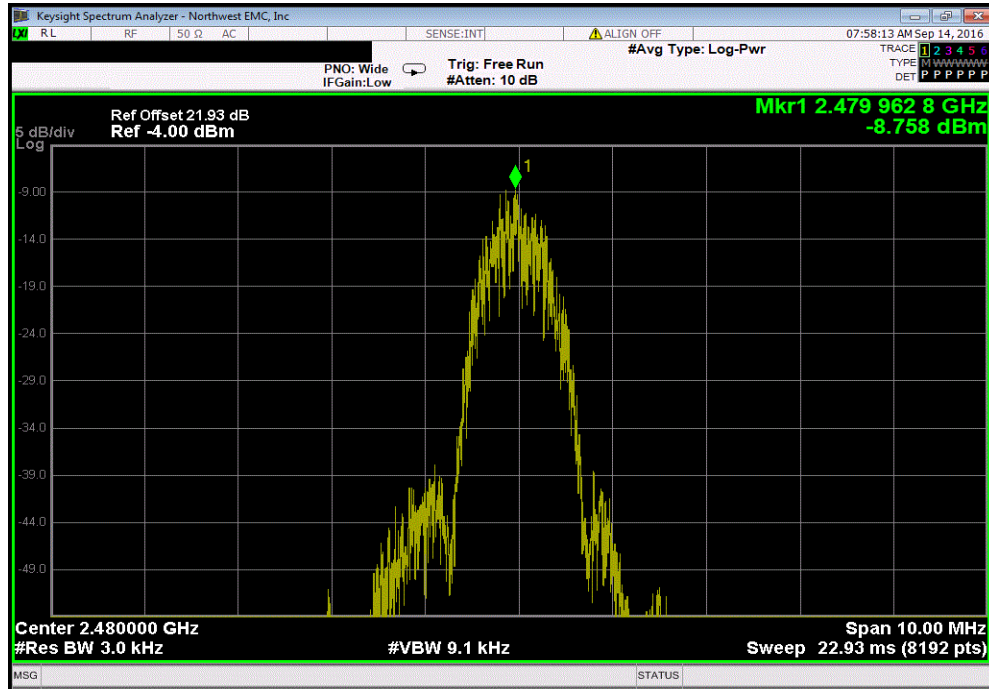 Keysight Spectrum Analyzer - Northwest EMC, Inc
LXI RL RF 50 Ω AC SENSE:INT ALIGN OFF 07:58:13 AM Sep 14, 2016
#Avg Type: Log-Pwr TRACE 1 2 3 4 5 6
PNO: Wide Trig: Free Run TYPE M WWWWW
IFGain:Low #Atten: 10 dB DET P P P P P P
Mkr1 2.479 962 8 GHz
Ref Offset 21.93 dB
5 dB/div Ref -4.00 dBm -8.758 dBm
Log
1
-9.00
-14.0
-19.0
-24.0
-29.0
-34.0
-39.0
-44.0
-49.0
Center 2.480000 GHz Span 10.00 MHz
#Res BW 3.0 kHz #VBW 9.1 kHz Sweep 22.93 ms (8192 pts)
MSG STATUS